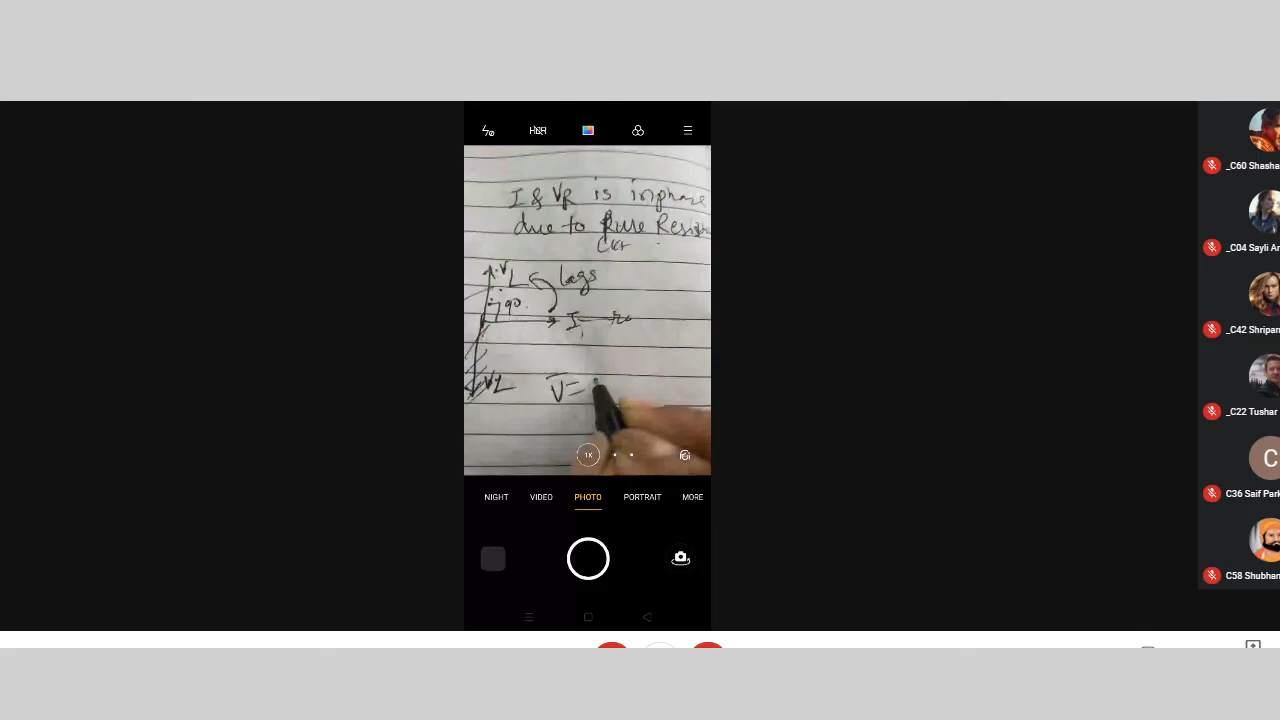 HDR
I & VR is inphase
due to Pure Resis
Ckt
VL lags
90.
I
VL V̅=
1X
NIGHT VIDEO PHOTO PORTRAIT MORE
_C60 Shasha
_C04 Sayli Ar
_C42 Shripan
_C22 Tushar
C
C36 Saif Park
C58 Shubhan